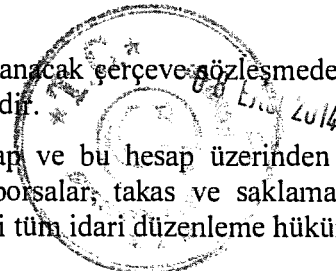 anacak çerçeve sözleşmede
dir.
ap ve bu hesap üzerinden
borsalar, takas ve saklama
i tüm idari düzenleme hükü